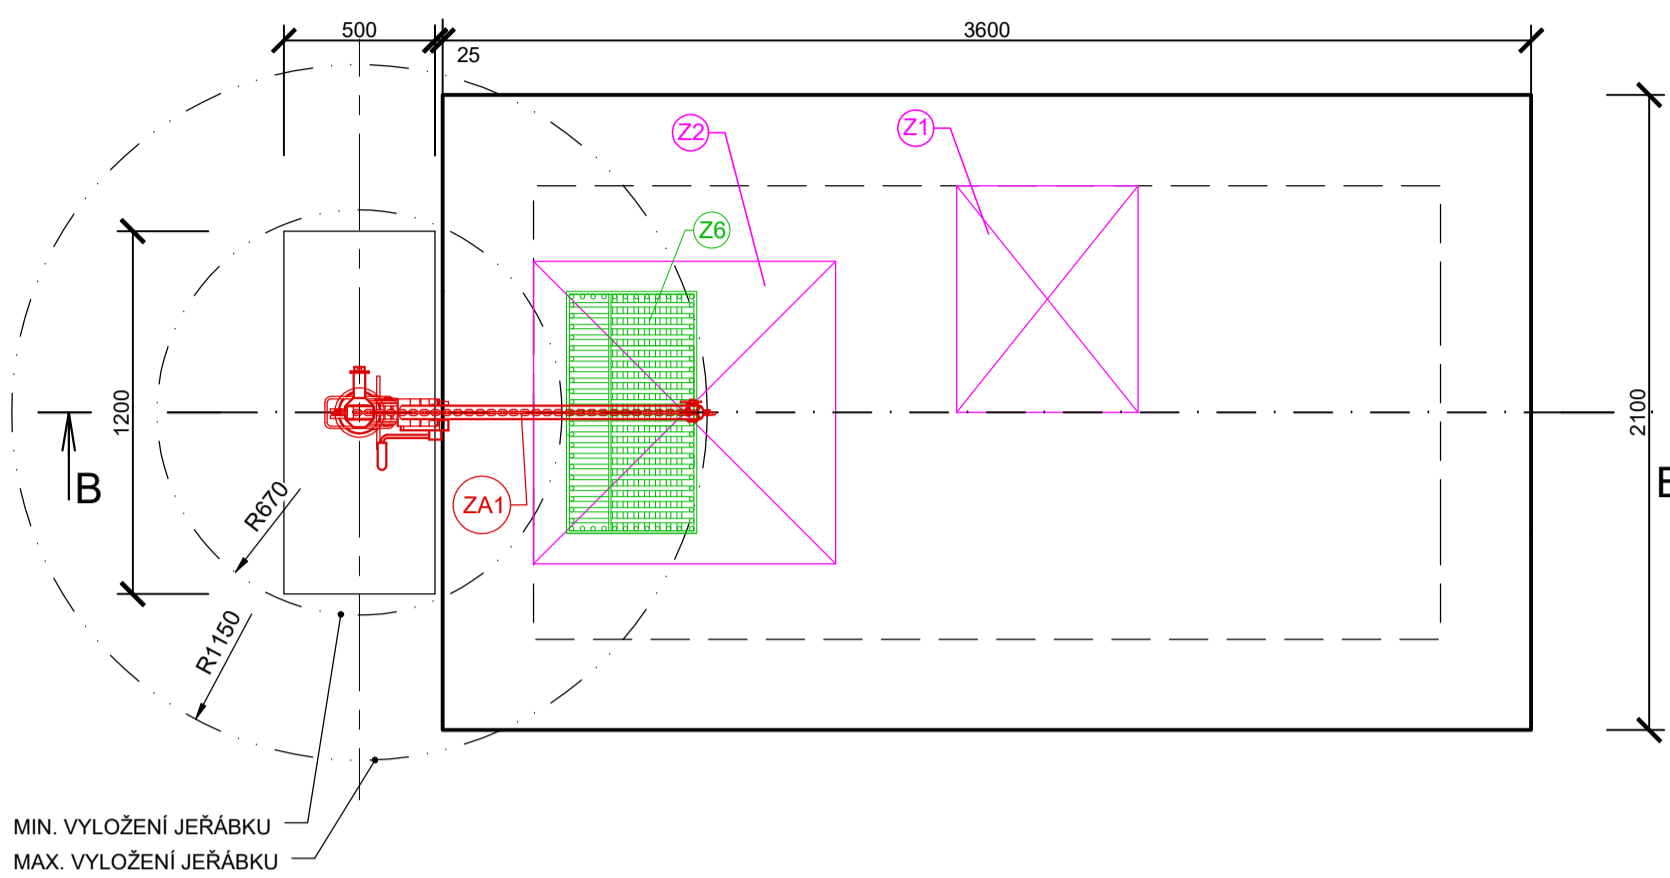 500
25
3600
Z2
Z1
Z6
1200
2100
B
ZA1
R670
R1150
MIN. VYLOŽENÍ JEŘÁBKU
MAX. VYLOŽENÍ JEŘÁBKU